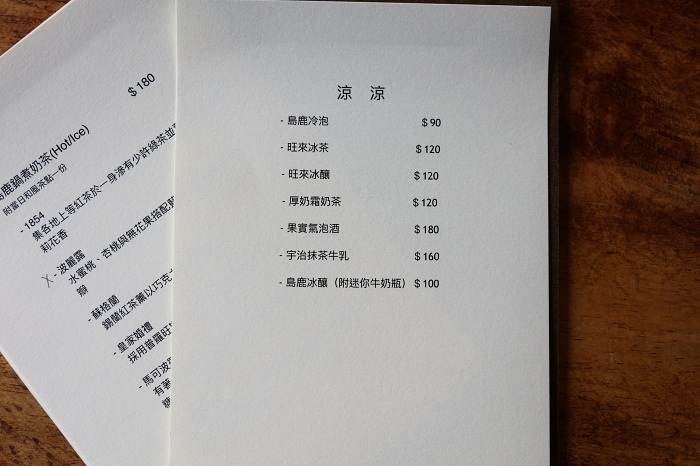 涼 涼
- 島鹿冷泡 $90
- 旺來冰茶 $120
- 旺來冰釀 $120
- 厚奶霜奶茶 $120
- 果實氣泡酒 $180
- 宇治抹茶牛乳 $160
- 島鹿冰釀（附迷你牛奶瓶） $100
$180
鹿鍋煮奶茶(Hot/Ice)
附當日和風茶點一份
- 1854
集各地上等紅茶於一身滲有少許綠茶並
莉花香
X - 波麗露
水蜜桃、杏桃與無花果搭配
瓣
- 蘇格蘭
錫蘭紅茶薰以巧克
- 皇家婚禮
採用普羅旺
- 馬可波
有著